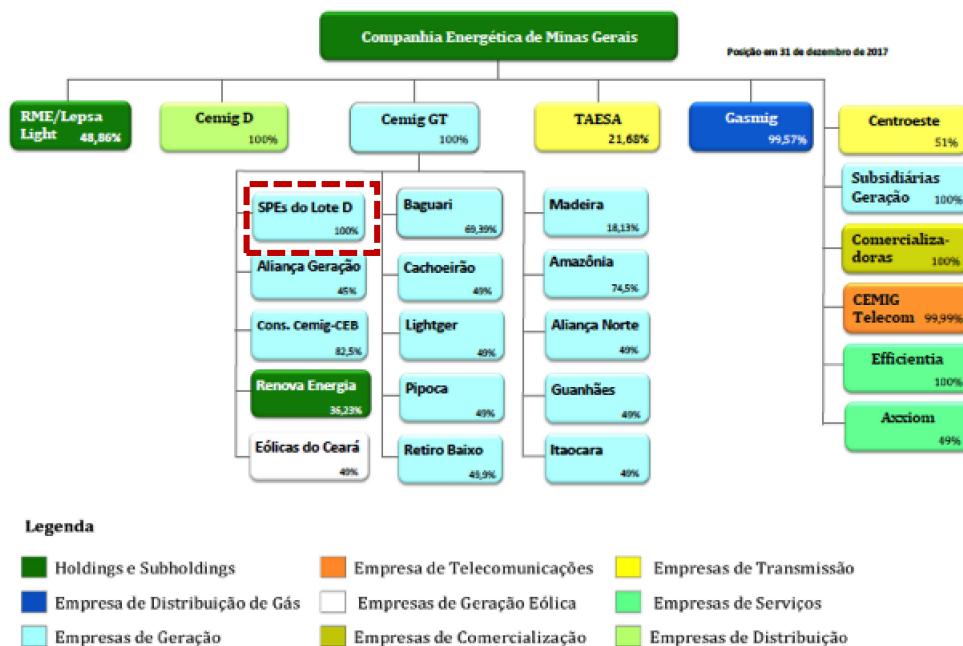 Companhia Energética de Minas Gerais
Posição em 31 de dezembro de 2017
RME/Lepsa
Light 48,86%
Cemig D
100%
Cemig GT
100%
TAESA
21,68%
Gasmig
99,57%
Centroeste
51%
Subsidiárias
Geração 100%
Comercializa-
doras 100%
CEMIG
Telecom 99,99%
Efficientia
100%
Axxiom
49%
SPEs do Lote D
100%
Aliança Geração
45%
Cons. Cemig-CEB
82,5%
Renova Energia
36,23%
Eólicas do Ceará
49%
Baguari
69,39%
Cachoeirão
49%
Lightger
49%
Pipoca
49%
Retiro Baixo
49,9%
Madeira
18,13%
Amazônia
74,5%
Aliança Norte
49%
Guanhães
49%
Itaocara
49%
Legenda
Holdings e Subholdings
Empresa de Telecomunicações
Empresas de Transmissão
Empresa de Distribuição de Gás
Empresas de Geração Eólica
Empresas de Serviços
Empresas de Geração
Empresas de Comercialização
Empresas de Distribuição